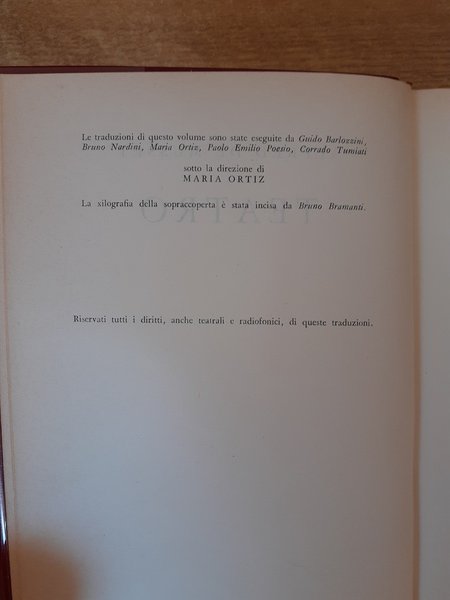 Le traduzioni di questo volume sono state eseguite da Guido Barlozzini,
Bruno Nardini, Maria Ortiz, Paolo Emilio Poesio, Corrado Tumiati
sotto la direzione di
MARIA ORTIZ
La xilografia della sopraccoperta è stata incisa da Bruno Bramanti.
Riservati tutti i diritti, anche teatrali e radiofonici, di queste traduzioni.